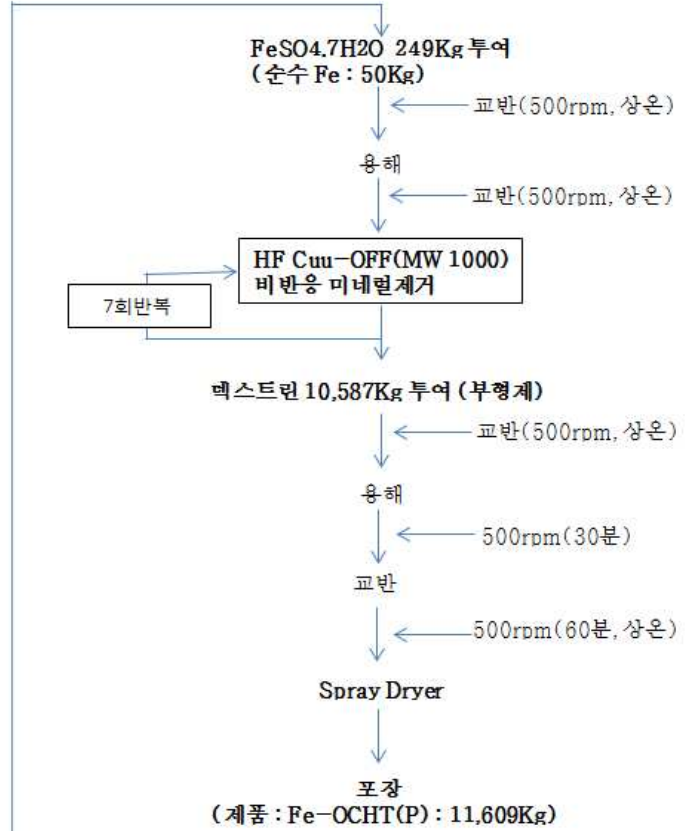 FeSO4.7H2O 249Kg 투여
(순수 Fe : 50Kg)
교반(500rpm, 상온)
용해
교반(500rpm, 상온)
HF Cuu-OFF(MW 1000)
비반응 미네럴제거
7회반복
덱스트린 10,587Kg 투여 (부형제)
교반(500rpm, 상온)
용해
500rpm(30분)
교반
500rpm(60분, 상온)
Spray Dryer
포장
(제품 : Fe-OCHT(P) : 11,609Kg)